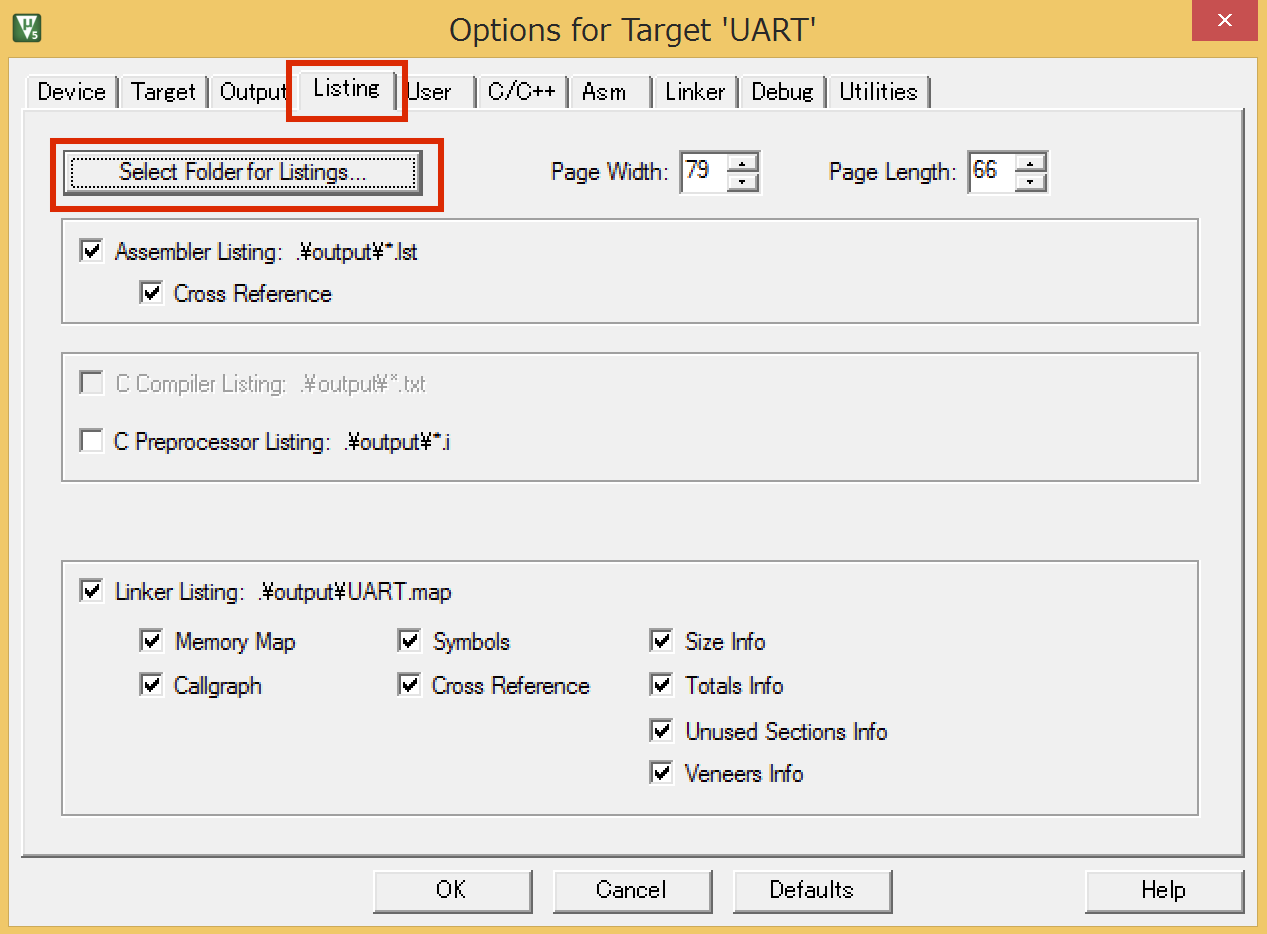 Options for Target 'UART'
Device Target Output Listing User C/C++ Asm Linker Debug Utilities
Select Folder for Listings... Page Width: 79 Page Length: 66
Assembler Listing: .¥output¥*.lst
Cross Reference
C Compiler Listing: .¥output¥*.txt
C Preprocessor Listing: .¥output¥*.i
Linker Listing: .¥output¥UART.map
Memory Map Symbols Size Info
Callgraph Cross Reference Totals Info
Unused Sections Info
Veneers Info
OK Cancel Defaults Help